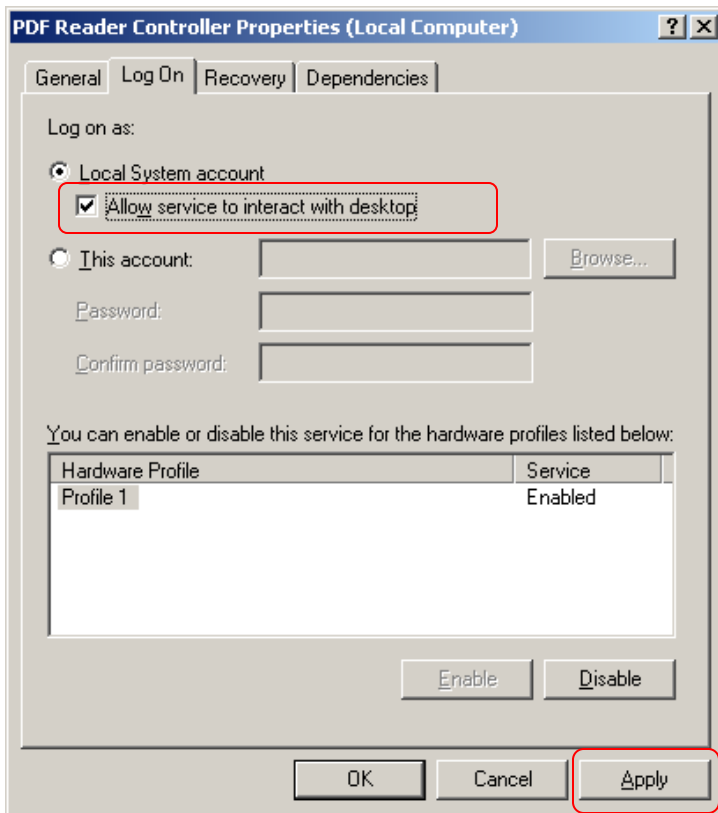 PDF Reader Controller Properties (Local Computer)
General Log On Recovery Dependencies
Log on as:
Local System account
Allow service to interact with desktop
This account: Browse...
Password:
Confirm password:
You can enable or disable this service for the hardware profiles listed below:
Hardware Profile Service
Profile 1 Enabled
Enable Disable
OK Cancel Apply